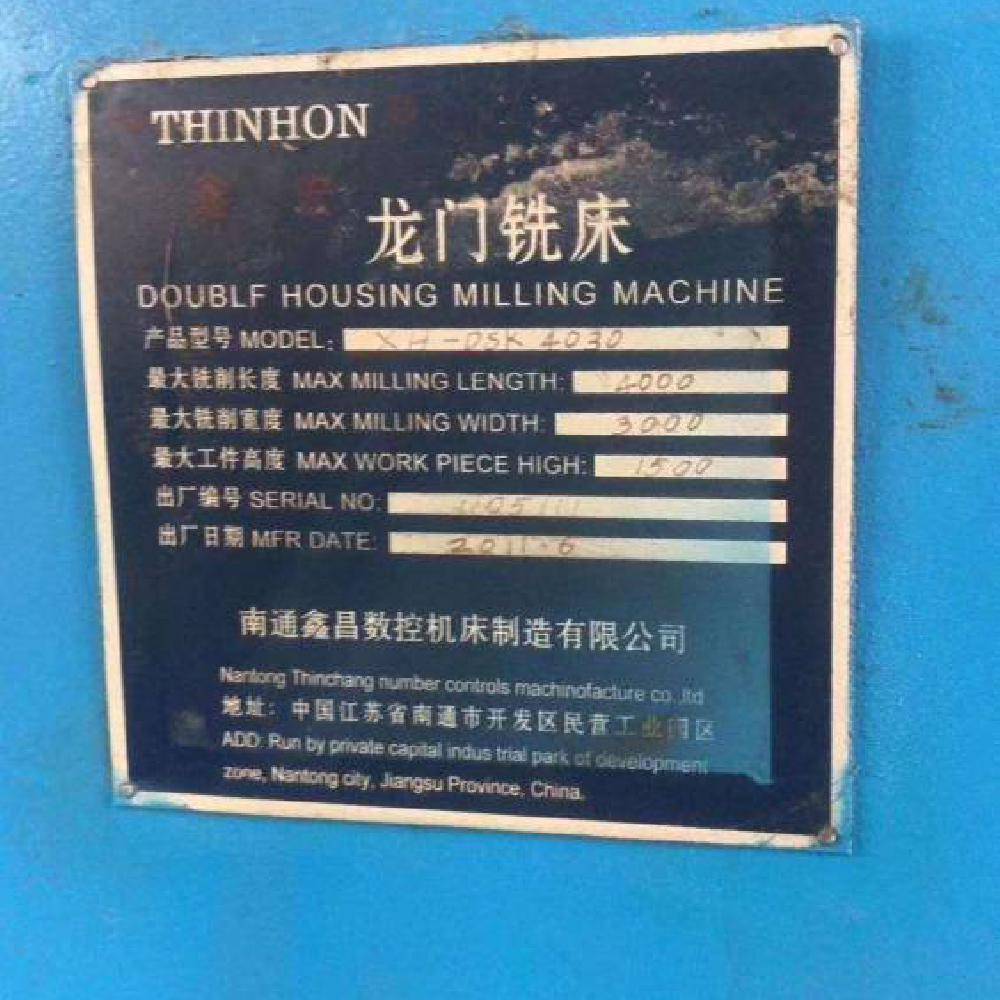 THINHON
鑫 宏
龙门铣床
DOUBLF HOUSING MILLING MACHINE
产品型号 MODEL: XH-DSK 4030
最大铣削长度 MAX MILLING LENGTH: 4000
最大铣削宽度 MAX MILLING WIDTH: 3000
最大工件高度 MAX WORK PIECE HIGH: 1500
出厂编号 SERIAL NO:
出厂日期 MFR DATE: 2011.6
南通鑫昌数控机床制造有限公司
Nantong Thinchang number controls machinofacture co.,ltd
地址：中国江苏省南通市开发区民营工业园区
ADD: Run by private capital indus trial park of development
zone, Nantong city, Jiangsu Province, China.